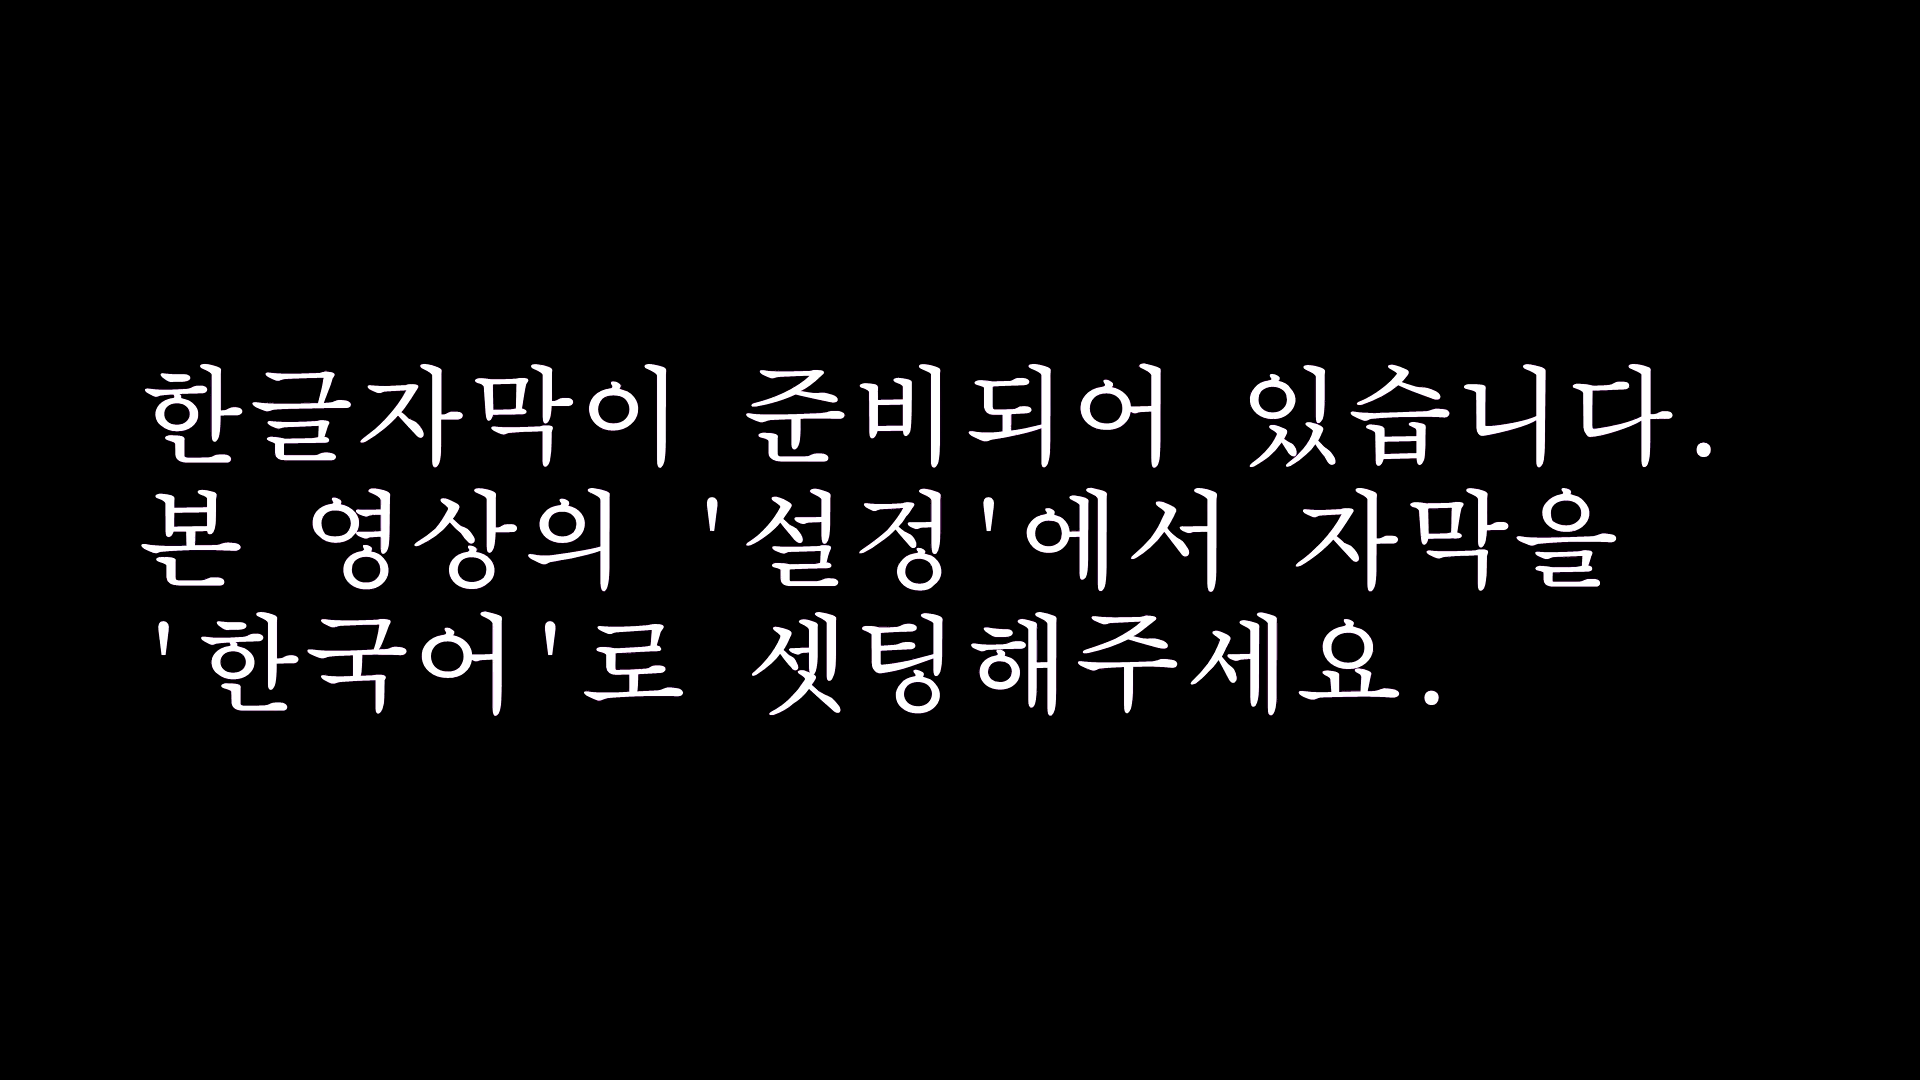 한글자막이 준비되어 있습니다.
본 영상의 '설정'에서 자막을
'한국어'로 셋팅해주세요.